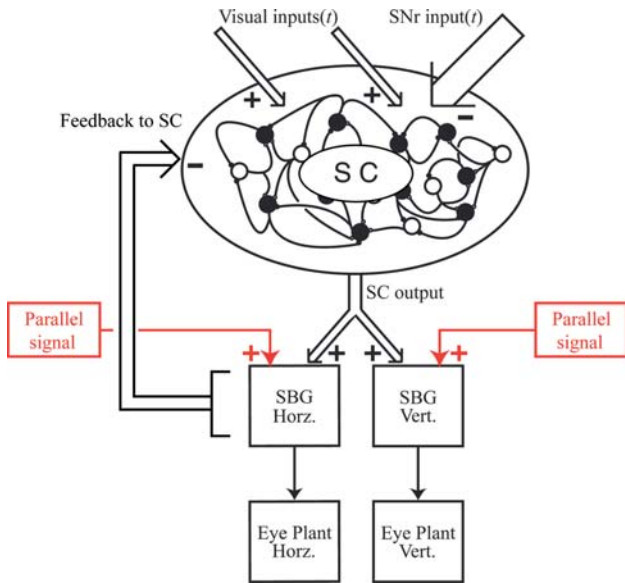 Visual inputs(t)
SNr input(t)
+
+
-
Feedback to SC
-
SC
SC output
Parallel
signal
Parallel
signal
+
+
+
+
SBG
Horz.
SBG
Vert.
Eye Plant
Horz.
Eye Plant
Vert.